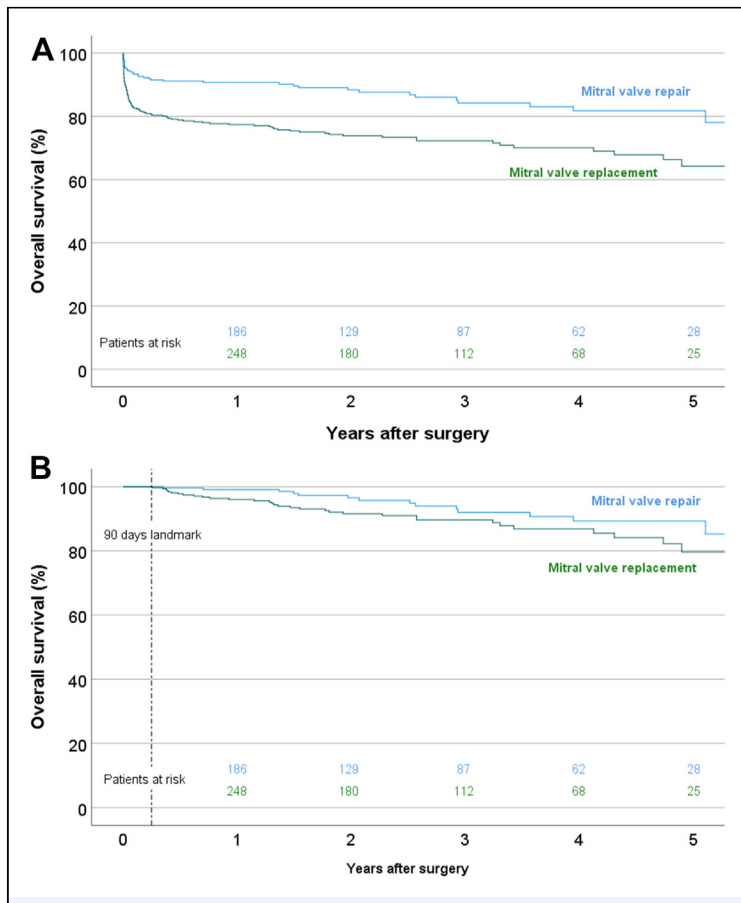 A
100
80
60
40
20
0
Overall survival (%)
Mitral valve repair
Mitral valve replacement
Patients at risk
186 129 87 62 28
248 180 112 68 25
0 1 2 3 4 5
Years after surgery
B
100
80
60
40
20
0
Overall survival (%)
90 days landmark
Mitral valve repair
Mitral valve replacement
Patients at risk
186 129 87 62 28
248 180 112 68 25
0 1 2 3 4 5
Years after surgery